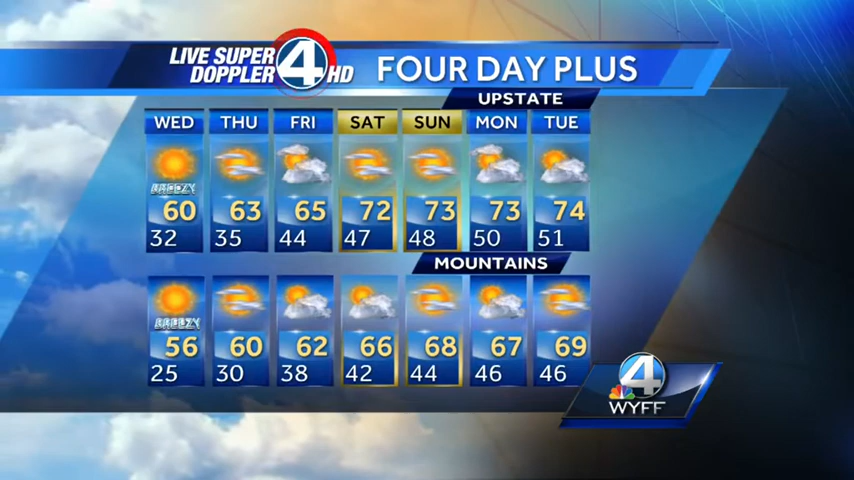 LIVE SUPER DOPPLER 4 HD
FOUR DAY PLUS
UPSTATE
WED THU FRI SAT SUN MON TUE
BREEZY
60 63 65 72 73 73 74
32 35 44 47 48 50 51
MOUNTAINS
BREEZY
56 60 62 66 68 67 69
25 30 38 42 44 46 46
4
WYFF